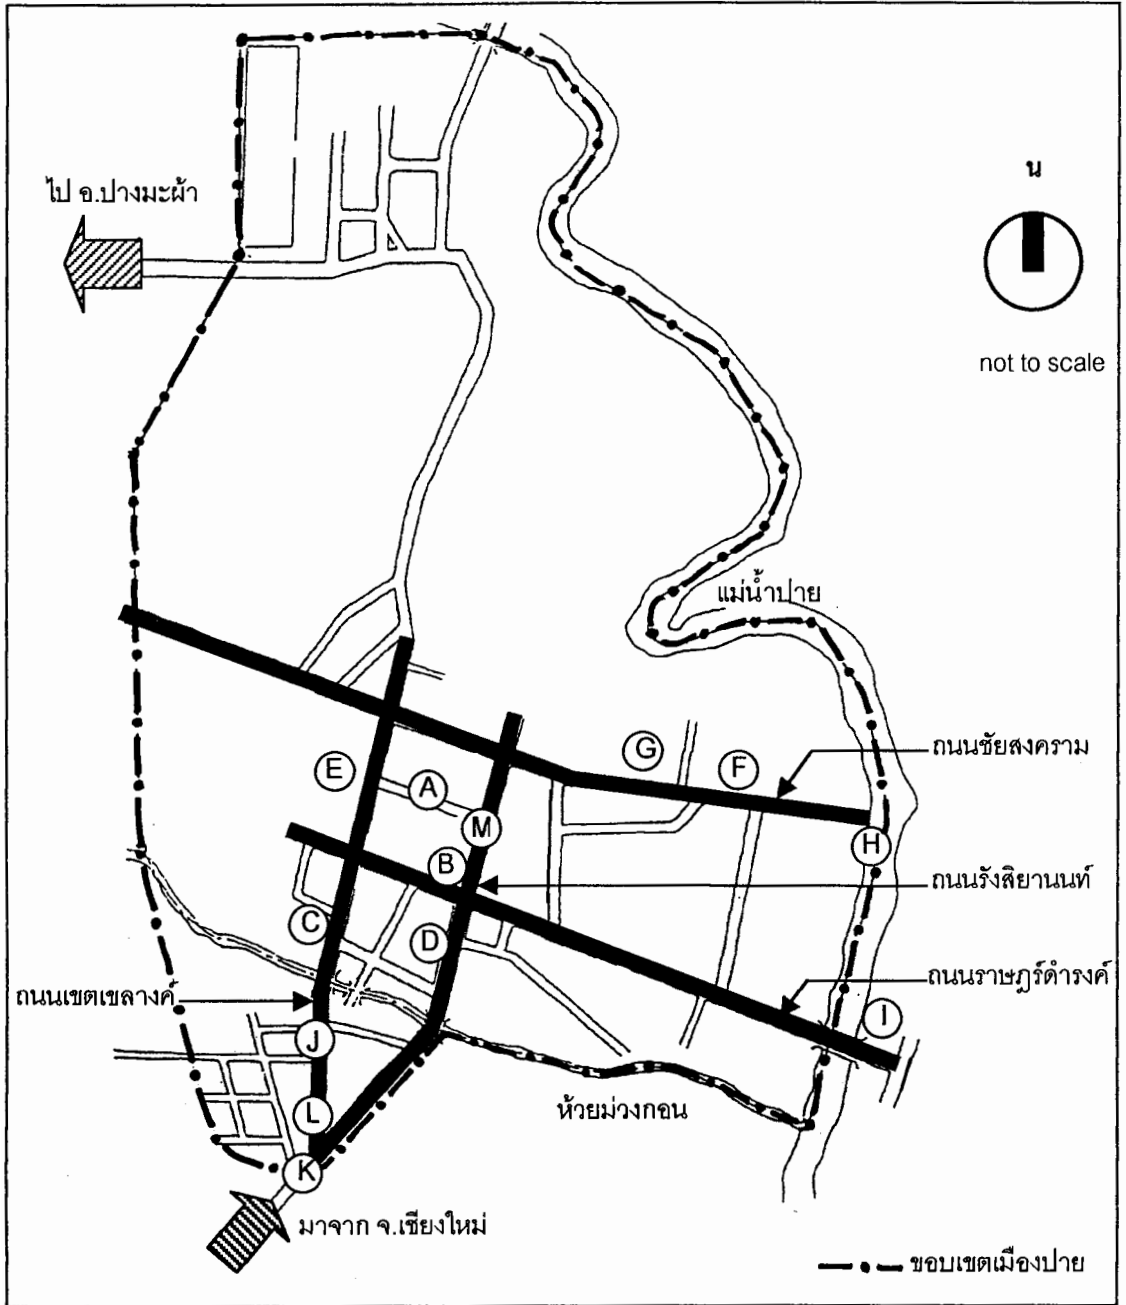 น
ไป อ.ปางมะผ้า
not to scale
แม่น้ำปาย
G
ถนนชัยสงคราม
E
F
A
M
H
B
ถนนรังสิยานนท์
C
D
ถนนราษฎร์ดำรงค์
ถนนเขตเขลางค์
I
J
L
ห้วยม่วงกอน
K
มาจาก จ.เชียงใหม่
ขอบเขตเมืองปาย